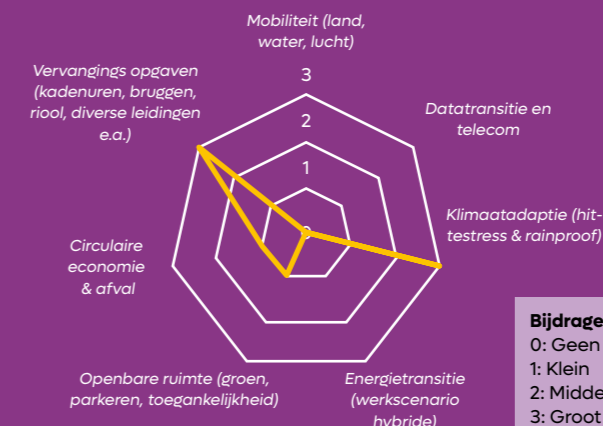 Mobiliteit (land,
water, lucht)
Vervangings opgaven
(kadenuren, bruggen,
riool, diverse leidingen
e.a.)
3
2
1
0
Datatransitie en
telecom
Klimaatadaptie (hit-
testress & rainproof)
Circulaire
economie
& afval
Openbare ruimte (groen,
parkeren, toegankelijkheid)
Energietransitie
(werkscenario
hybride)
Bijdrage
0: Geen
1: Klein
2: Midde
3: Groot